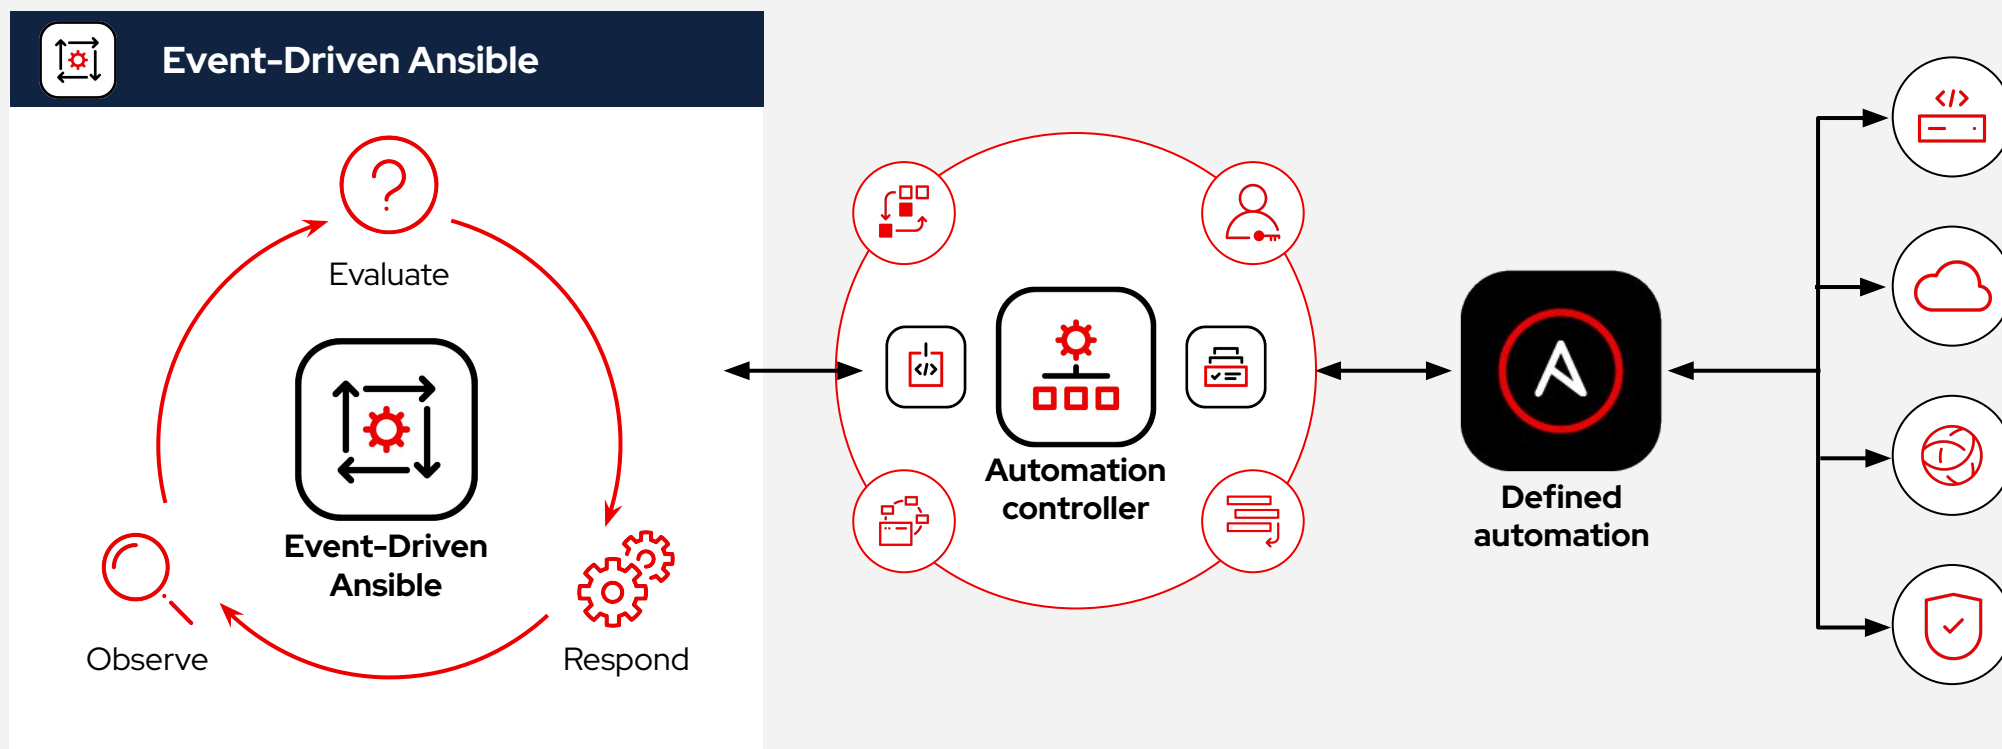 Event-Driven Ansible
Evaluate
Event-Driven
Ansible
Observe
Respond
</>
Automation
controller
Defined
automation
</>